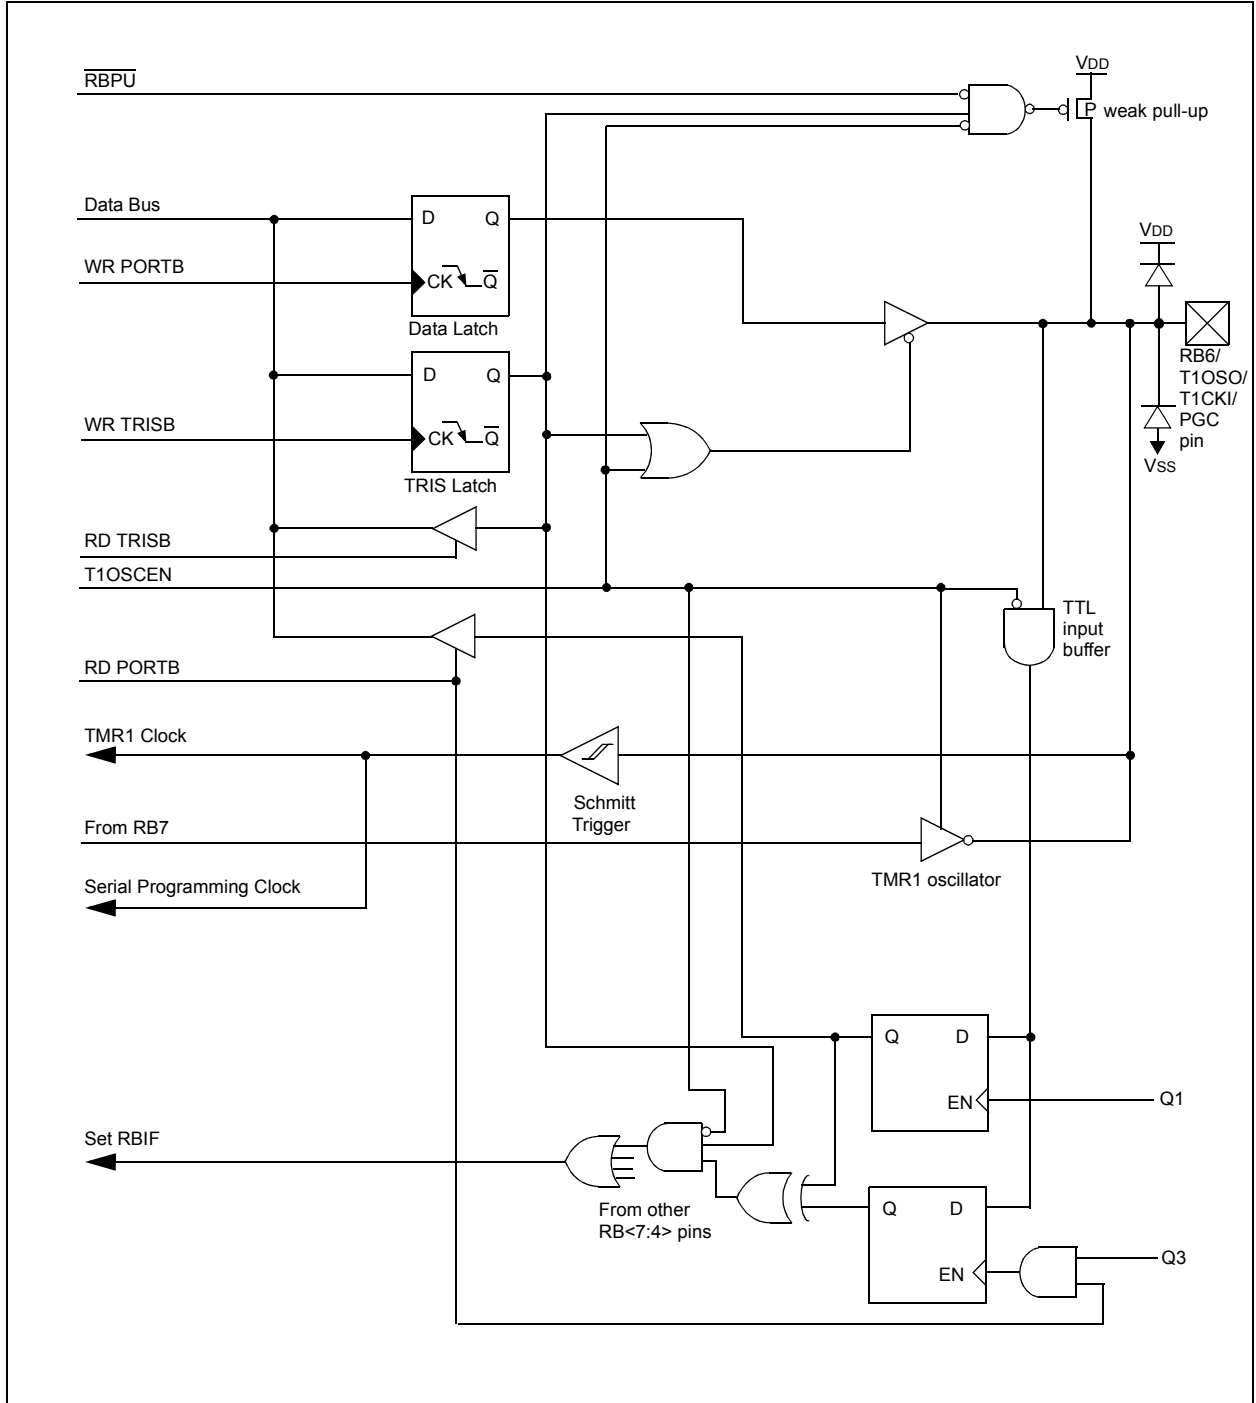 VDD
RBPU
P weak pull-up
Data Bus
D Q
VDD
WR PORTB
CK Q
Data Latch
RB6/
T1OSO/
T1CKI/
PGC
pin
D Q
WR TRISB
CK Q
VSS
TRIS Latch
RD TRISB
T1OSCEN
TTL
input
buffer
RD PORTB
TMR1 Clock
Schmitt
Trigger
From RB7
TMR1 oscillator
Serial Programming Clock
Q D
EN
Q1
Set RBIF
From other
RB<7:4> pins
Q D
EN
Q3